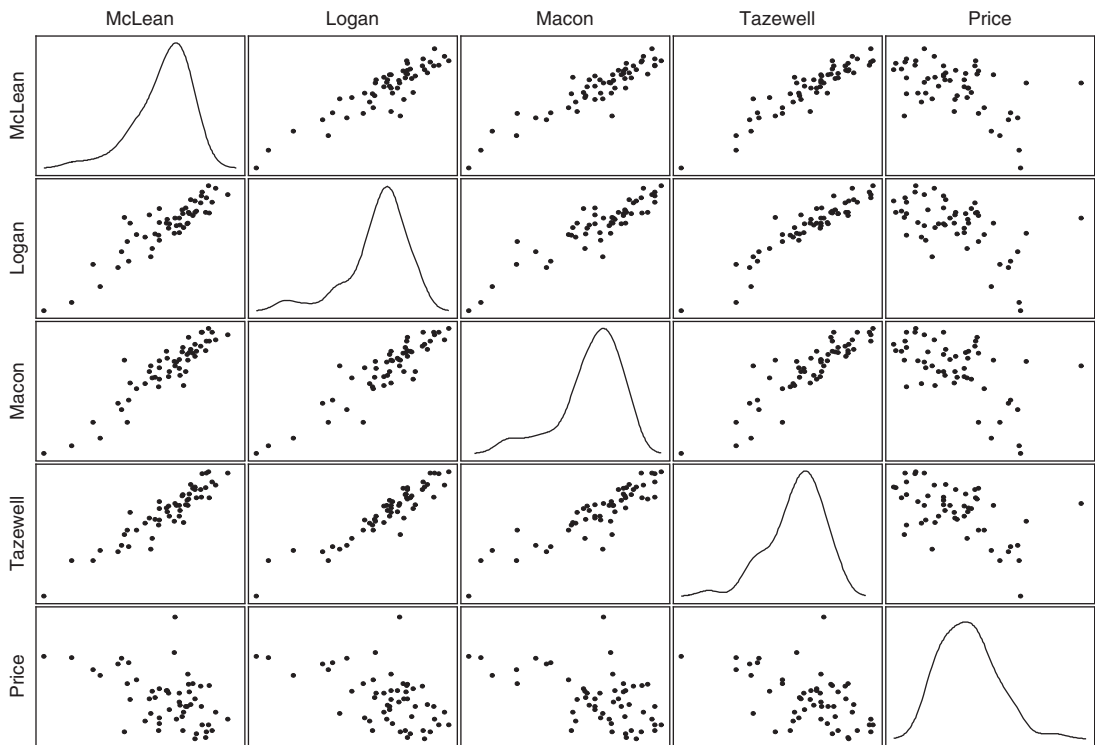 McLean Logan Macon Tazewell Price
McLean
Logan
Macon
Tazewell
Price